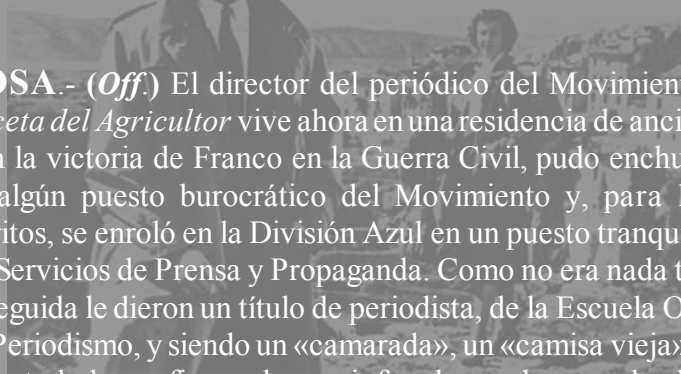 OSA.- (Off.) El director del periódico del Movimient
ceta del Agricultor vive ahora en una residencia de anci
n la victoria de Franco en la Guerra Civil, pudo enchu
algún puesto burocrático del Movimiento y, para l
itos, se enroló en la División Azul en un puesto tranqu
Servicios de Prensa y Propaganda. Como no era nada t
eguida le dieron un título de periodista, de la Escuela O
Periodismo, y siendo un «camarada», un «camisa vieja»